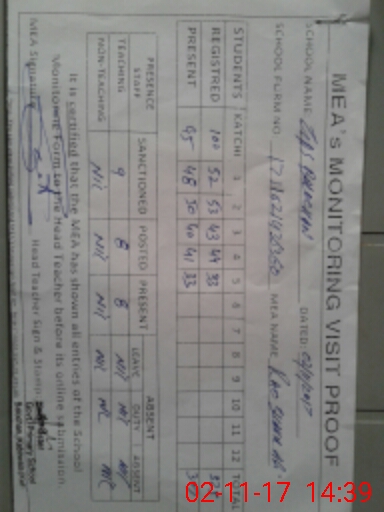 MEA's MONITORING VISIT PROOF
SCHOOL NAME DATED:
SCHOOL FORM NO. MEA NAME
STUDENTS KATCHI 1 2 3 4 5 6 7 8 9 10 11 12 TOTAL
REGISTRED 100 52 53 43 44 33
PRESENT 95 48 50 40 41 33
PRESENCE SANCTIONED POSTED PRESENT ABSENT
STAFF LEAVE DUTY ABSENT
TEACHING 9 8 8 Nil Nil Nil
NON-TEACHING Nil Nil Nil Nil Nil Nil
It is certified that the MEA has shown all entries of the School
Monitoring Form to the Head Teacher before its online submission
MEA Signature Head Teacher Sign & Stamp
Govt Primary School
02-11-17 14:39